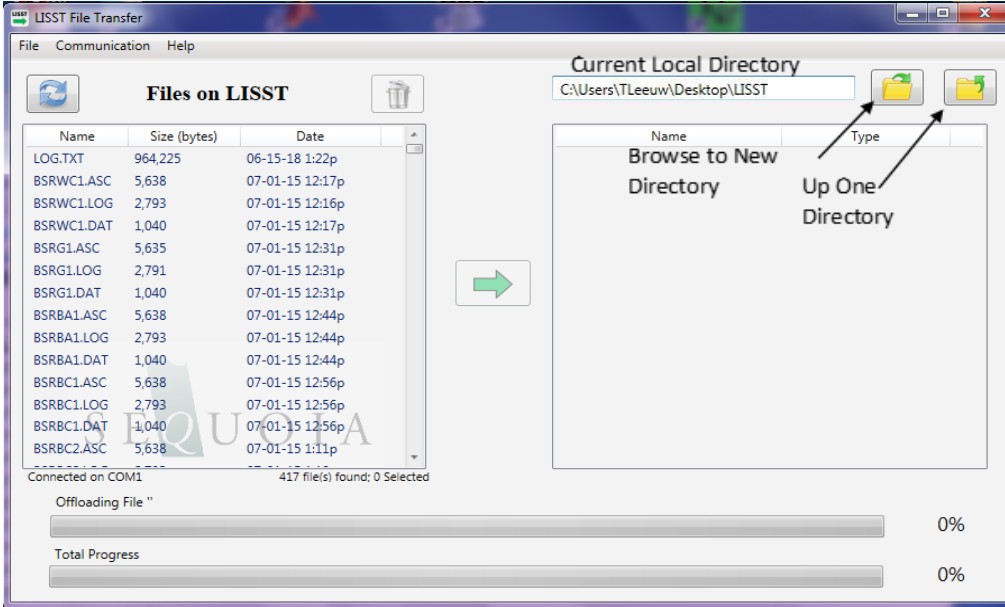 LISST File Transfer
File Communication Help
Files on LISST
Current Local Directory
C:\Users\TLeeuw\Desktop\LISST
Name Size (bytes) Date
LOG.TXT 964,225 06-15-18 1:22p
BSRWC1.ASC 5,638 07-01-15 12:17p
BSRWC1.LOG 2,793 07-01-15 12:16p
BSRWC1.DAT 1,040 07-01-15 12:17p
BSRG1.ASC 5,635 07-01-15 12:31p
BSRG1.LOG 2,791 07-01-15 12:31p
BSRG1.DAT 1,040 07-01-15 12:31p
BSRBA1.ASC 5,638 07-01-15 12:44p
BSRBA1.LOG 2,793 07-01-15 12:44p
BSRBA1.DAT 1,040 07-01-15 12:44p
BSRBC1.ASC 5,638 07-01-15 12:56p
BSRBC1.LOG 2,793 07-01-15 12:56p
BSRBC1.DAT 1,040 07-01-15 12:56p
BSRBC2.ASC 5,638 07-01-15 1:11p
SEQUOIA
Name Type
Browse to New
Directory
Up One
Directory
Connected on COM1 417 file(s) found; 0 Selected
Offloading File ''
0%
Total Progress
0%